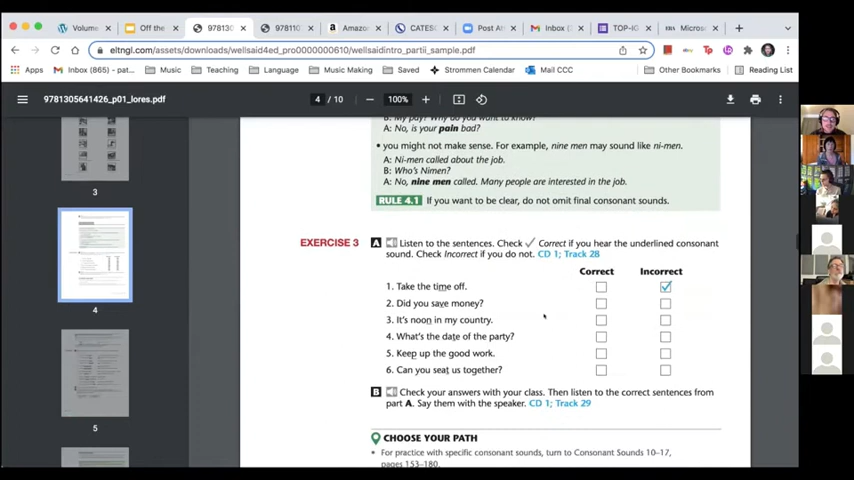 Volume
Off the
978130
978110
Amazon
CATESC
Post At
Inbox (
TOP-IG
Micros
eltngl.com/assets/downloads/wellsaid4ed_pro0000000610/wellsaidintro_partii_sample.pdf
Apps
Inbox (865) - pat...
Music
Teaching
Language
Music Making
Saved
Strommen Calendar
Mail CCC
Other Bookmarks
Reading List
9781305641426_p01_lores.pdf
4 / 10
100%
3
4
5
B: My pay? Why do you want to know?
A: No, is your pain bad?
• you might not make sense. For example, nine men may sound like ni-men.
A: Ni-men called about the job.
B: Who's Nimen?
A: No, nine men called. Many people are interested in the job.
RULE 4.1 If you want to be clear, do not omit final consonant sounds.
EXERCISE 3 A Listen to the sentences. Check ✓ Correct if you hear the underlined consonant
sound. Check Incorrect if you do not. CD 1; Track 28
Correct Incorrect
1. Take the time off.
2. Did you save money?
3. It's noon in my country.
4. What's the date of the party?
5. Keep up the good work.
6. Can you seat us together?
B Check your answers with your class. Then listen to the correct sentences from
part A. Say them with the speaker. CD 1; Track 29
CHOOSE YOUR PATH
• For practice with specific consonant sounds, turn to Consonant Sounds 10–17,
pages 153–180.